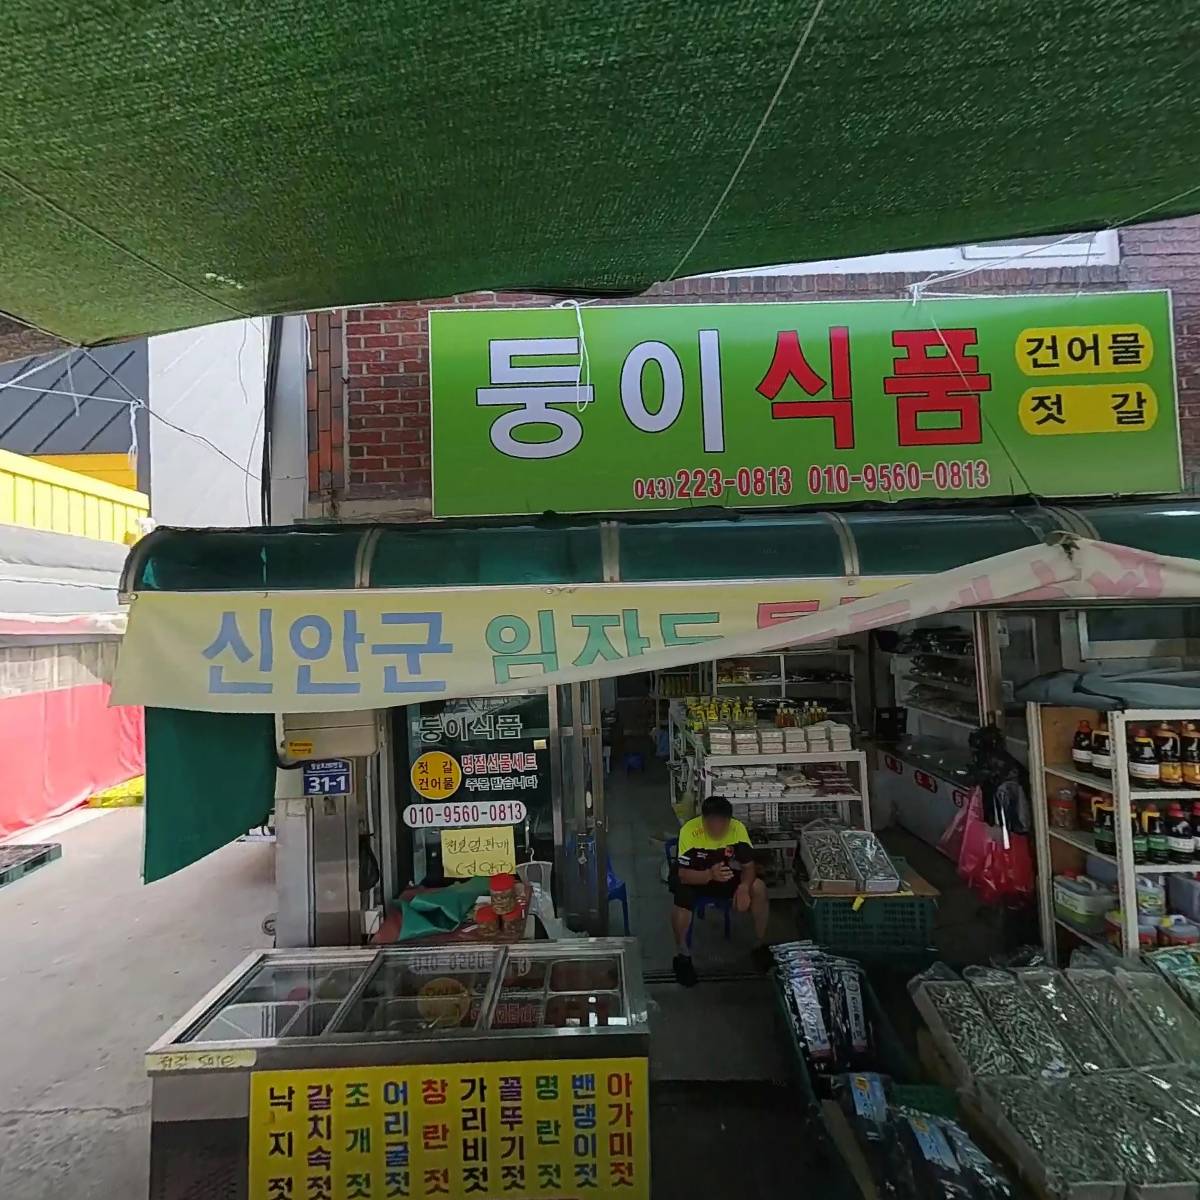 둥이식품
건어물
젓갈
043)223-0813 010-9560-0813
신안군 임자도
둥이식품
젓갈
건어물
명절선물세트
주문 받습니다
010-9560-0813
31-1
젓갈 sale
낙지젓
갈치속젓
조개젓
어리굴젓
창란젓
가리비젓
꼴뚜기젓
명란젓
밴댕이젓
아가미젓